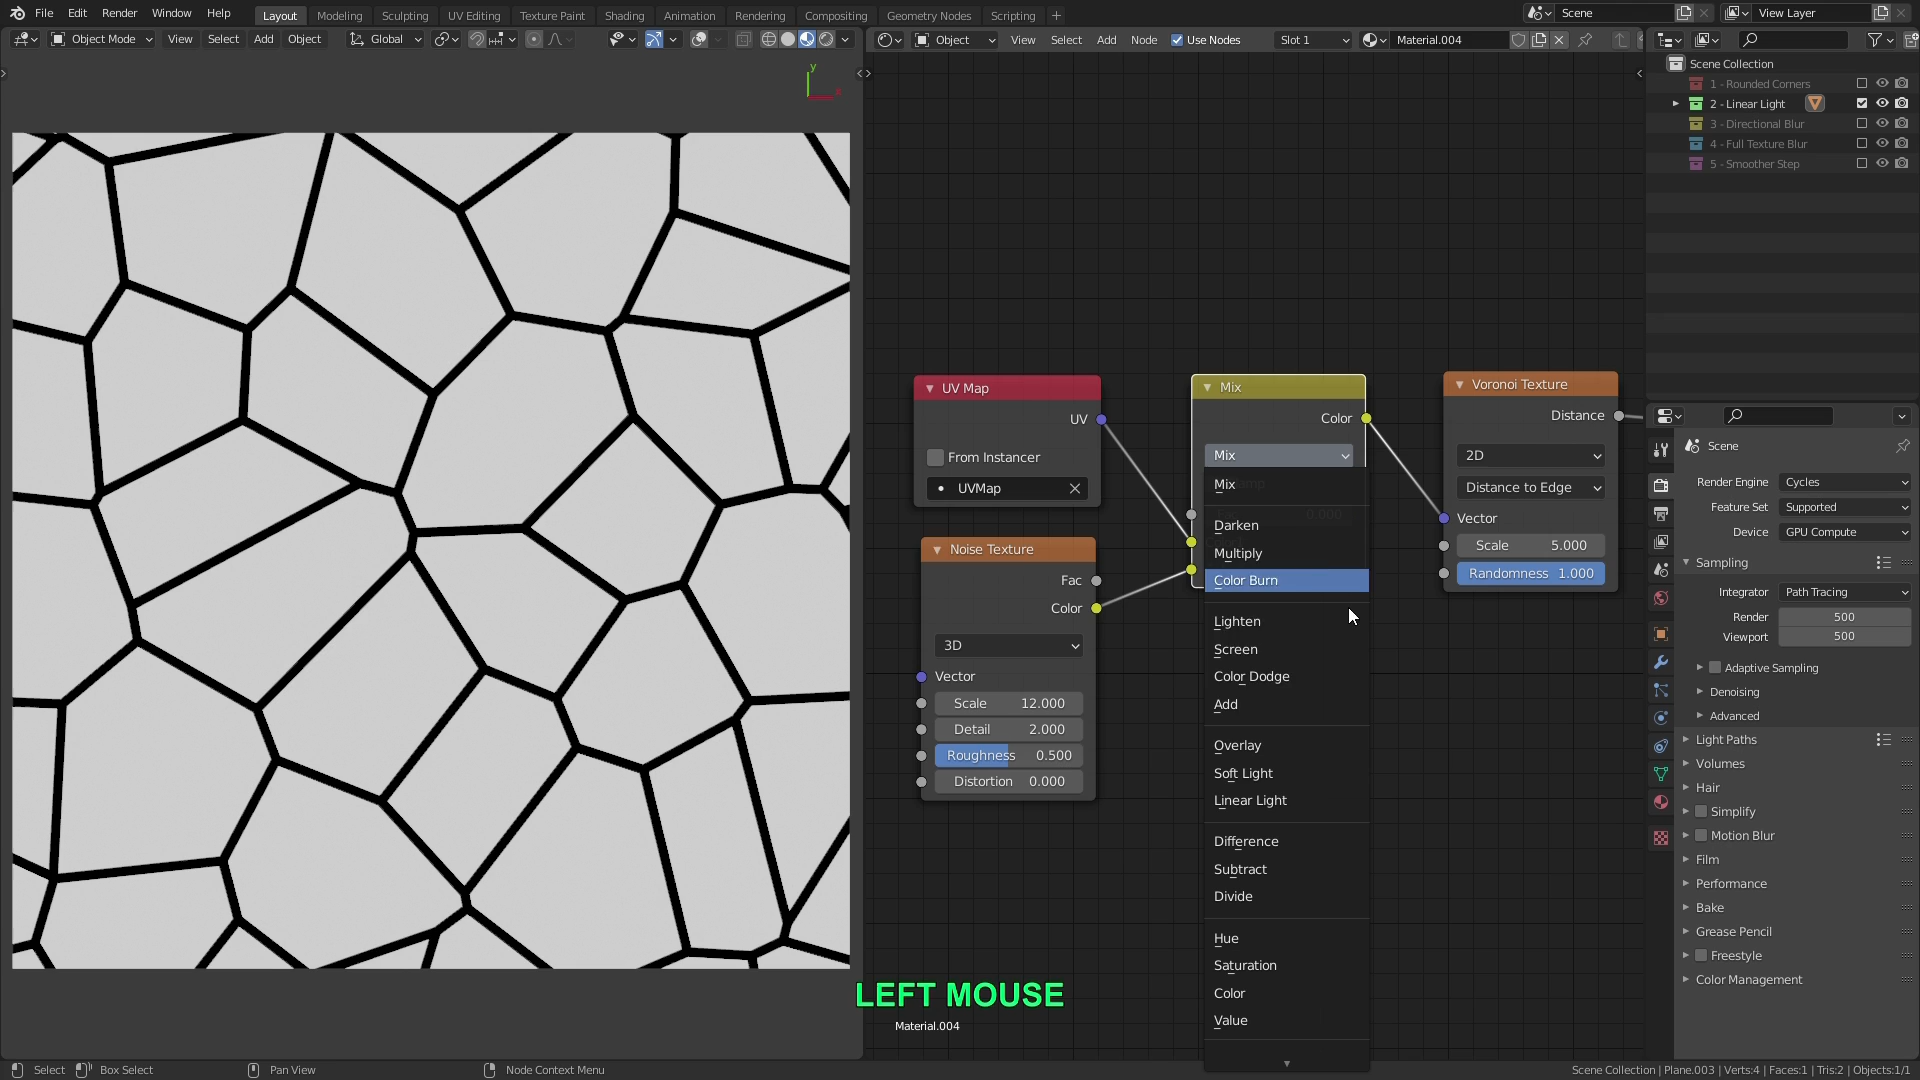 File Edit Render Window Help
Layout Modeling Sculpting UV Editing Texture Paint Shading Animation Rendering Compositing Geometry Nodes Scripting +
Scene
View Layer
Object Mode View Select Add Object Global
Object View Select Add Node Use Nodes Slot 1 Material.004
Scene Collection
1 - Rounded Corners
2 - Linear Light
3 - Directional Blur
4 - Full Texture Blur
5 - Smoother Step
y
UV Map
UV
From Instancer
UVMap
Noise Texture
Fac
Color
3D
Vector
Scale 12.000
Detail 2.000
Roughness 0.500
Distortion 0.000
Mix
Color
Mix
Mix
Darken
Multiply
Color Burn
Lighten
Screen
Color Dodge
Add
Overlay
Soft Light
Linear Light
Difference
Subtract
Divide
Hue
Saturation
Color
Value
Voronoi Texture
Distance
2D
Distance to Edge
Vector
Scale 5.000
Randomness 1.000
Scene
Render Engine Cycles
Feature Set Supported
Device GPU Compute
Sampling
Integrator Path Tracing
Render 500
Viewport 500
Adaptive Sampling
Denoising
Advanced
Light Paths
Volumes
Hair
Simplify
Motion Blur
Film
Performance
Bake
Grease Pencil
Freestyle
Color Management
LEFT MOUSE
Material.004
Select Box Select Pan View Node Context Menu
Scene Collection | Plane.003 | Verts:4 | Faces:1 | Tris:2 | Objects:1/1